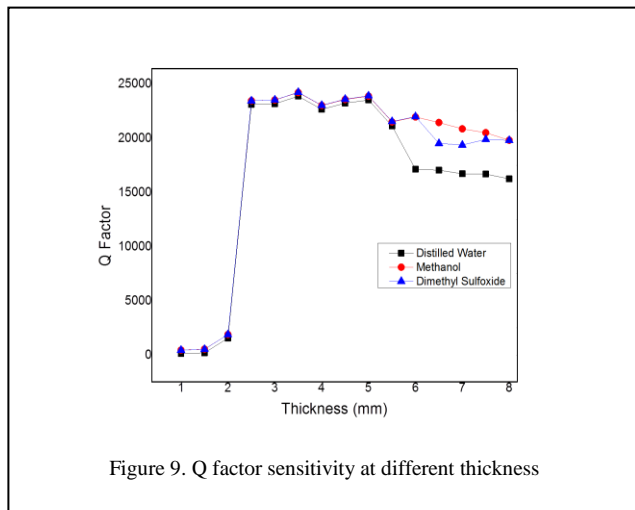 25000
20000
15000
10000
5000
0
Q Factor
Distilled Water
Methanol
Dimethyl Sulfoxide
1 2 3 4 5 6 7 8
Thickness (mm)
Figure 9. Q factor sensitivity at different thickness